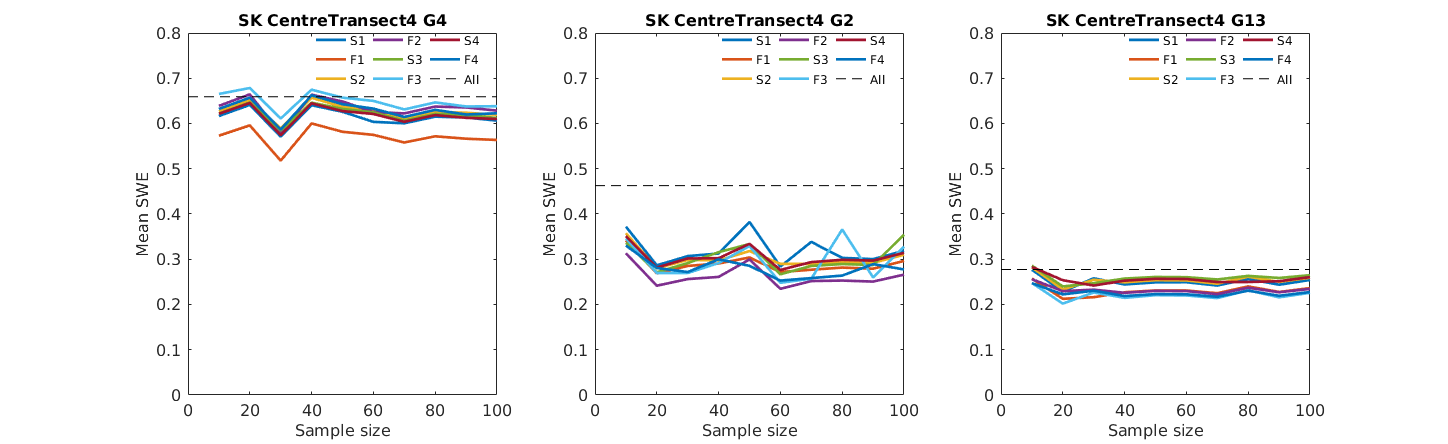 SK CentreTransect4 G4
0.8
0.7
0.6
0.5
0.4
0.3
0.2
0.1
0
Mean SWE
S1 F2 S4
F1 S3 F4
S2 F3 All
0 20 40 60 80 100
Sample size
SK CentreTransect4 G2
0.8
0.7
0.6
0.5
0.4
0.3
0.2
0.1
0
Mean SWE
S1 F2 S4
F1 S3 F4
S2 F3 All
0 20 40 60 80 100
Sample size
SK CentreTransect4 G13
0.8
0.7
0.6
0.5
0.4
0.3
0.2
0.1
0
Mean SWE
S1 F2 S4
F1 S3 F4
S2 F3 All
0 20 40 60 80 100
Sample size